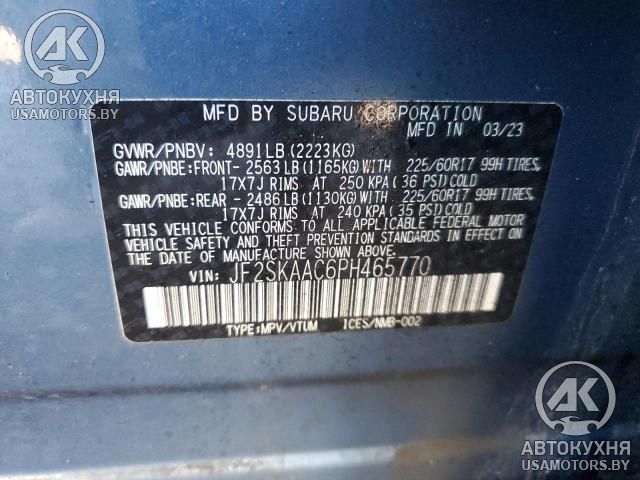 AK
АВТОКУХНЯ
USAMOTORS.BY
MFD BY SUBARU CORPORATION
MFD IN 03/23
GVWR/PNBV: 4891LB(2223KG)
GAWR/PNBE:FRONT- 2563LB(1165KG)WITH 225/60R17 99H TIRES,
17X7J RIMS AT 250 KPA(36 PSI)COLD
GAWR/PNBE:REAR - 2486LB(1130KG)WITH 225/60R17 99H TIRES,
17X7J RIMS AT 240 KPA(35 PSI)COLD
THIS VEHICLE CONFORMS TO ALL APPLICABLE FEDERAL MOTOR
VEHICLE SAFETY AND THEFT PREVENTION STANDARDS IN EFFECT ON
THE DATE OF MANUFACTURE SHOWN ABOVE.
VIN: JF2SKAAC6PH465770
TYPE:MPV/VTUM ICES/NMB-002
AK
АВТОКУХНЯ
USAMOTORS.BY